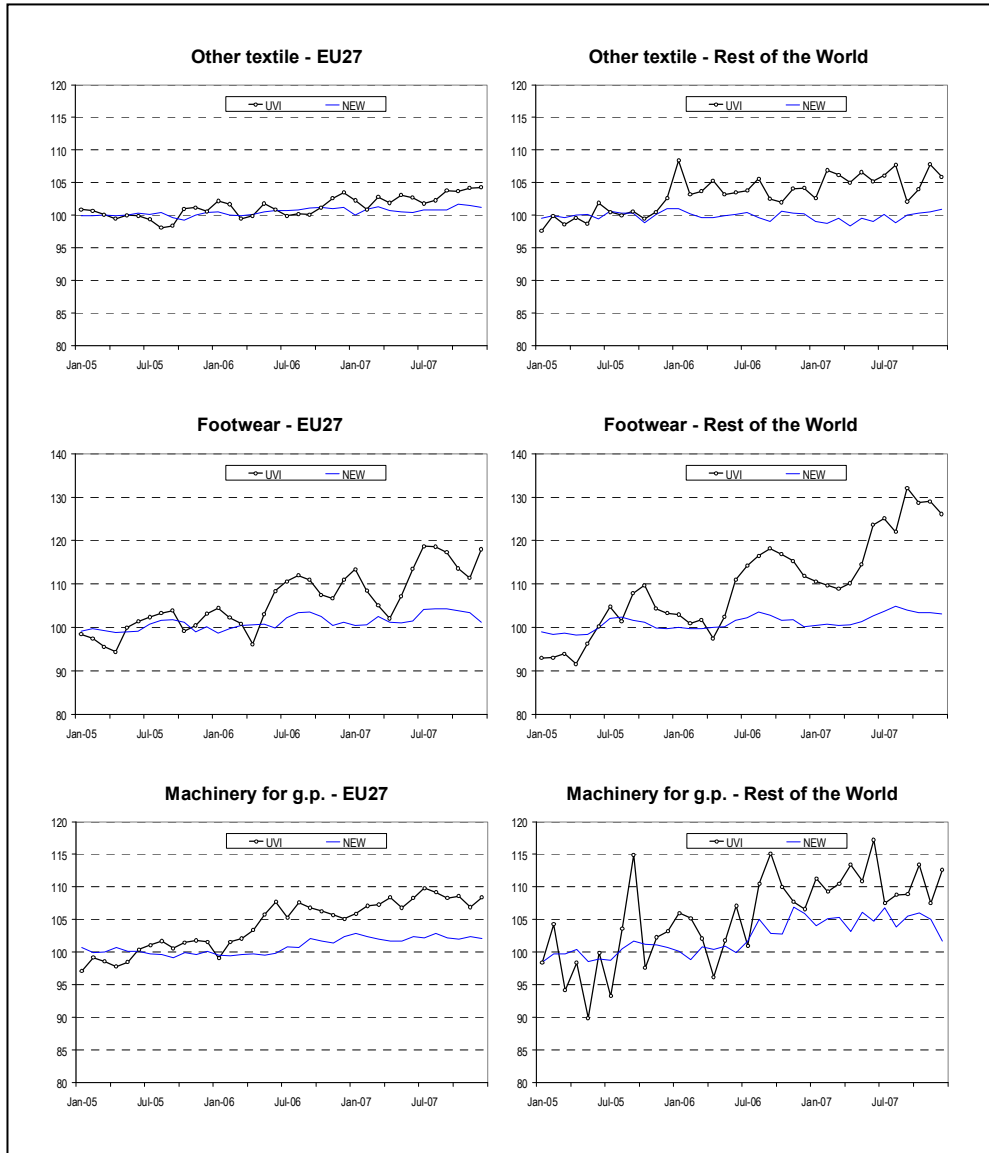 Other textile - EU27
120
UVI NEW
115
110
105
100
95
90
85
80
Jan-05 Jul-05 Jan-06 Jul-06 Jan-07 Jul-07
Other textile - Rest of the World
120
UVI NEW
115
110
105
100
95
90
85
80
Jan-05 Jul-05 Jan-06 Jul-06 Jan-07 Jul-07
Footwear - EU27
140
UVI NEW
130
120
110
100
90
80
Jan-05 Jul-05 Jan-06 Jul-06 Jan-07 Jul-07
Footwear - Rest of the World
140
UVI NEW
130
120
110
100
90
80
Jan-05 Jul-05 Jan-06 Jul-06 Jan-07 Jul-07
Machinery for g.p. - EU27
120
UVI NEW
115
110
105
100
95
90
85
80
Jan-05 Jul-05 Jan-06 Jul-06 Jan-07 Jul-07
Machinery for g.p. - Rest of the World
120
UVI NEW
115
110
105
100
95
90
85
80
Jan-05 Jul-05 Jan-06 Jul-06 Jan-07 Jul-07